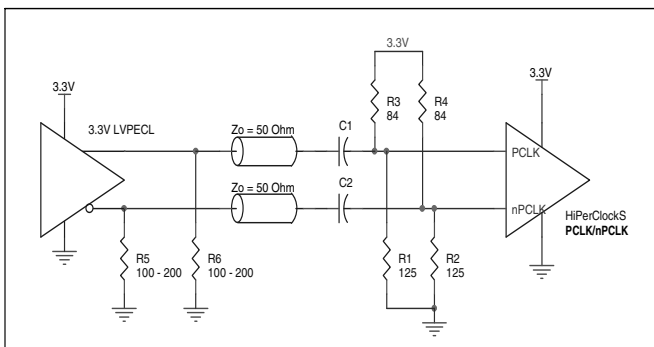 3.3V
3.3V
3.3V
R3
84
R4
84
3.3V LVPECL
Zo = 50 Ohm
C1
PCLK
Zo = 50 Ohm
C2
nPCLK
HiPerClockS
PCLK/nPCLK
R5
100 - 200
R6
100 - 200
R1
125
R2
125